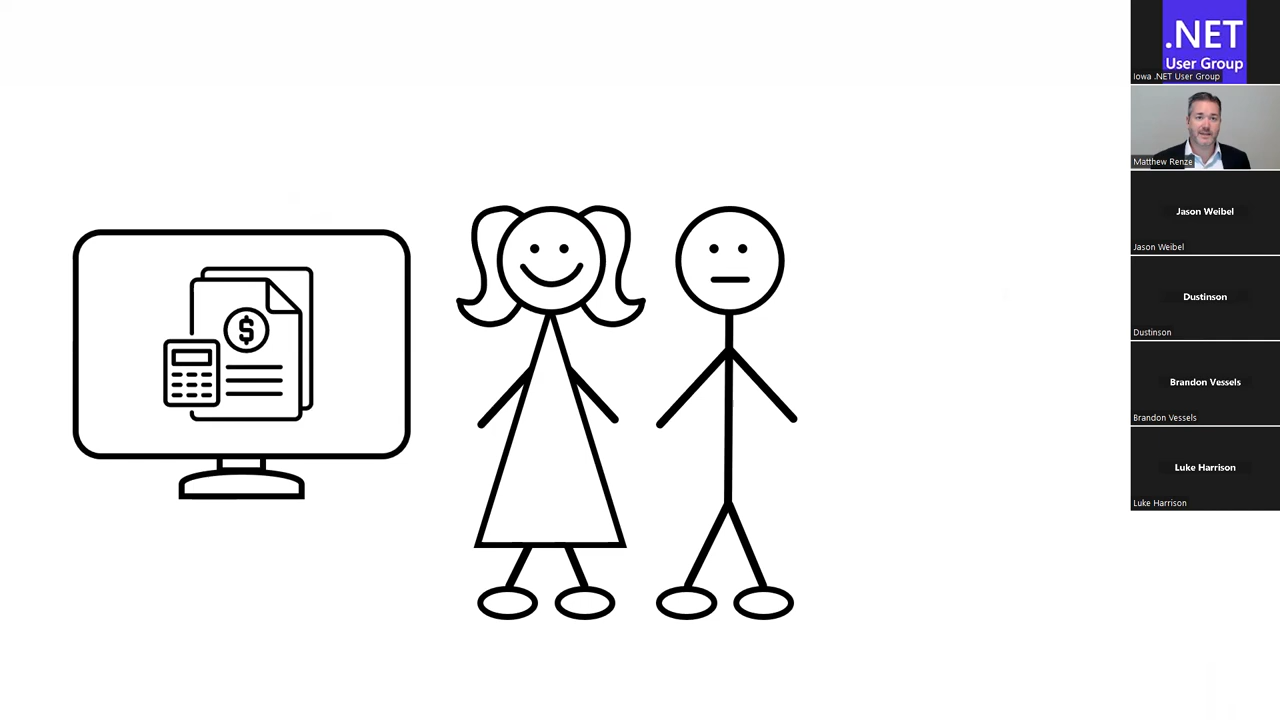 .NET
User Group
Iowa .NET User Group
Matthew Renze
Jason Weibel
Jason Weibel
Dustinson
Dustinson
Brandon Vessels
Brandon Vessels
Luke Harrison
Luke Harrison
$